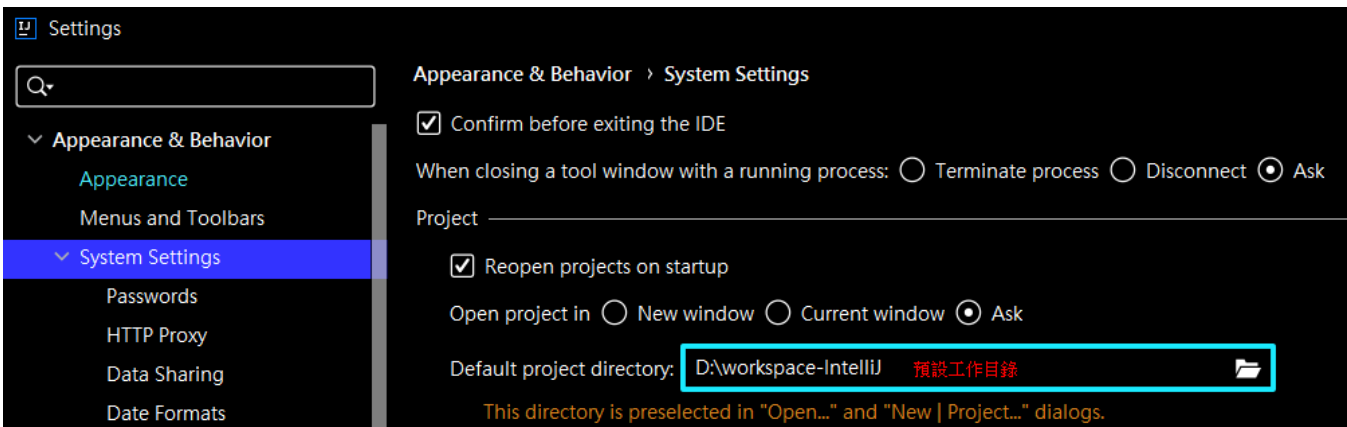 IJ Settings
Appearance & Behavior
Appearance
Menus and Toolbars
System Settings
Passwords
HTTP Proxy
Data Sharing
Date Formats
Appearance & Behavior › System Settings
Confirm before exiting the IDE
When closing a tool window with a running process: Terminate process Disconnect Ask
Project
Reopen projects on startup
Open project in New window Current window Ask
Default project directory: D:\workspace-IntelliJ 預設工作目錄
This directory is preselected in "Open..." and "New | Project..." dialogs.